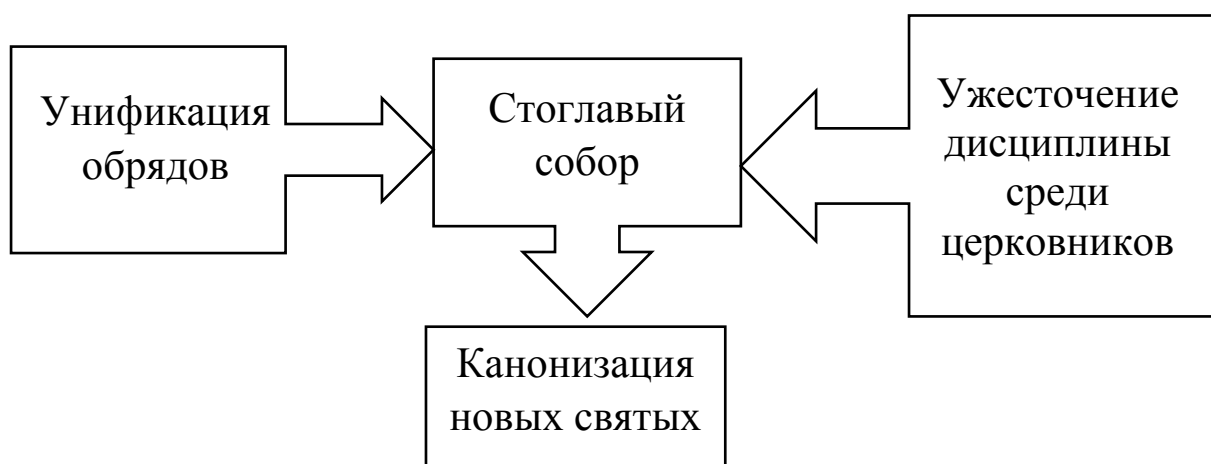 Унификация
обрядов
Стоглавый
собор
Ужесточение
дисциплины
среди
церковников
Канонизация
новых святых